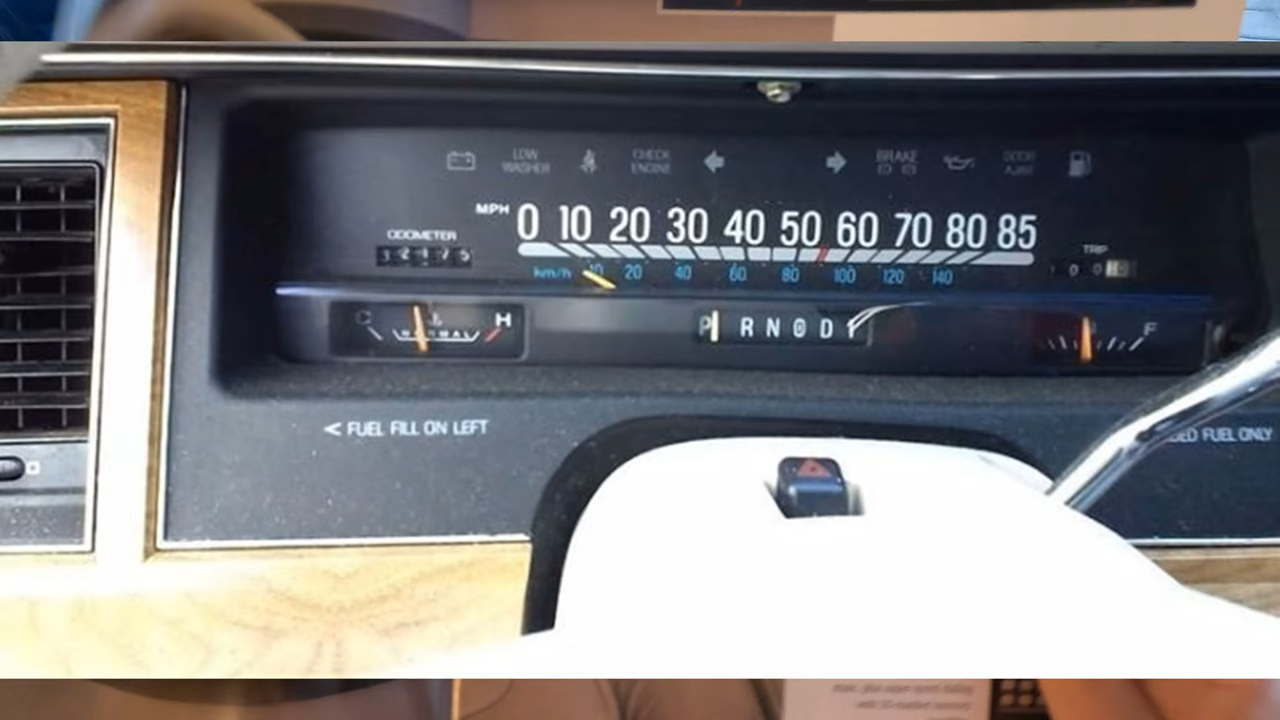 LOW
WASHER
CHECK
ENGINE
BRAKE
DOOR
AJAR
MPH 0 10 20 30 40 50 60 70 80 85
ODOMETER
km/h 10 20 40 60 80 100 120 140
TRIP
C NORMAL H
P R N D
F
< FUEL FILL ON LEFT
FUEL ONLY